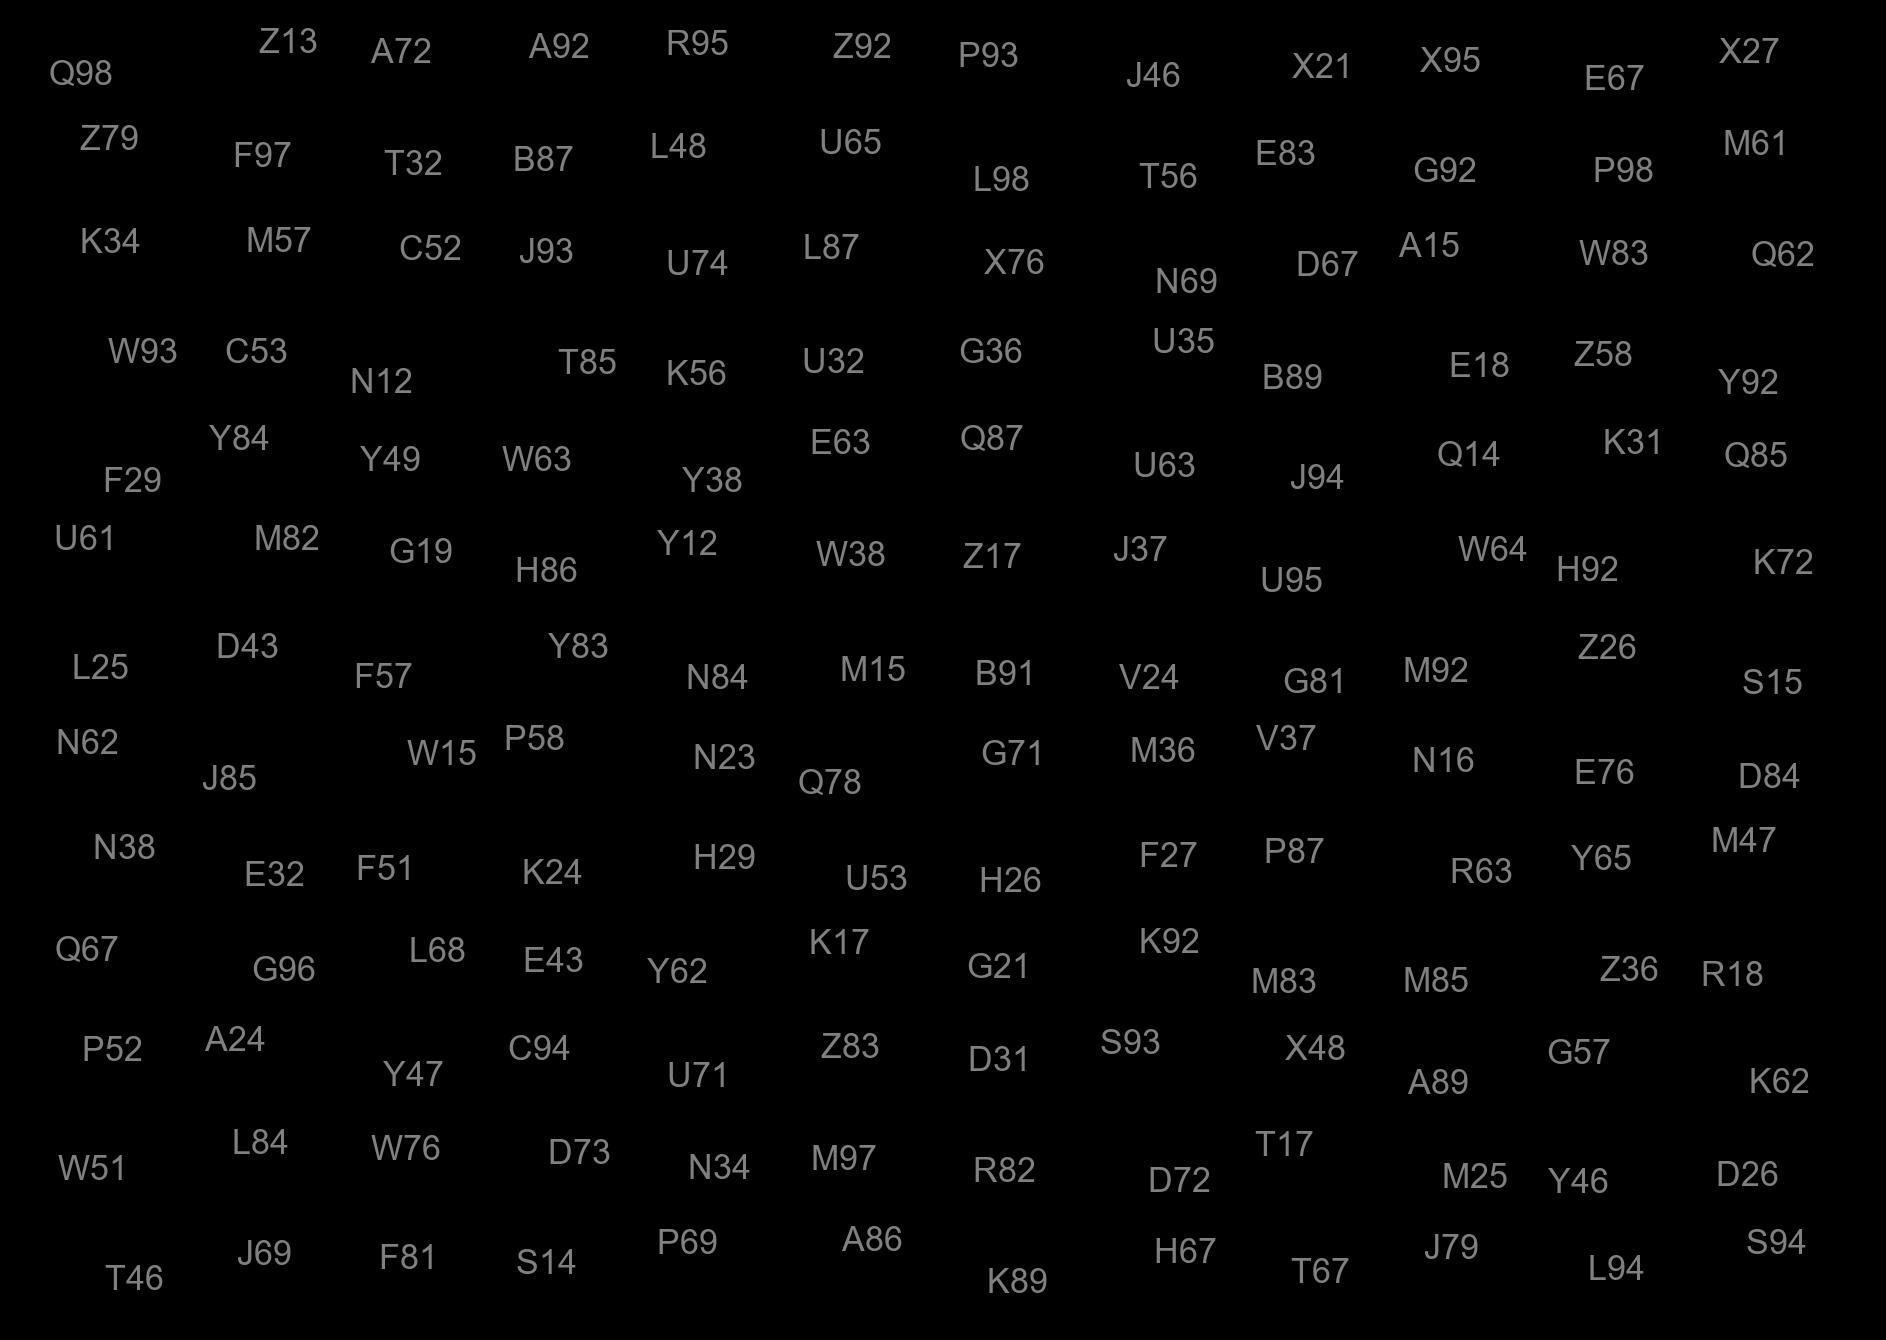 Q98 Z13 A72 A92 R95 Z92 P93 J46 X21 X95 E67 X27
Z79 F97 T32 B87 L48 U65 L98 T56 E83 G92 P98 M61
K34 M57 C52 J93 U74 L87 X76 N69 D67 A15 W83 Q62
W93 C53 N12 T85 K56 U32 G36 U35 B89 E18 Z58 Y92
F29 Y84 Y49 W63 Y38 E63 Q87 U63 J94 Q14 K31 Q85
U61 M82 G19 H86 Y12 W38 Z17 J37 U95 W64 H92 K72
L25 D43 F57 Y83 N84 M15 B91 V24 G81 M92 Z26 S15
N62 J85 W15 P58 N23 Q78 G71 M36 V37 N16 E76 D84
N38 E32 F51 K24 H29 U53 H26 F27 P87 R63 Y65 M47
Q67 G96 L68 E43 Y62 K17 G21 K92 M83 M85 Z36 R18
P52 A24 Y47 C94 U71 Z83 D31 S93 X48 A89 G57 K62
W51 L84 W76 D73 N34 M97 R82 D72 T17 M25 Y46 D26
T46 J69 F81 S14 P69 A86 K89 H67 T67 J79 L94 S94